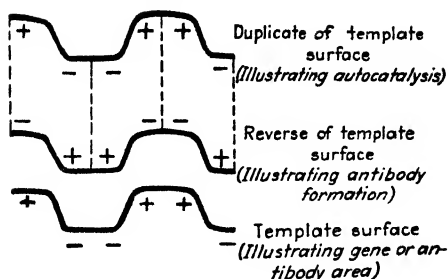 + + + Duplicate of template
surface
− − − (Illustrating autocatalysis)
− − − Reverse of template
surface
+ + + (Illustrating antibody
formation)
+ + + Template surface
− − − (Illustrating gene or an-
tibody area)